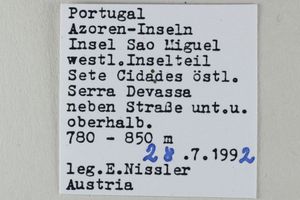 Portugal
Azoren-Inseln
Insel Sao Miguel
westl.Inselteil
Sete Cidades östl.
Serra Devassa
neben Straße unt.u.
oberhalb.
780 - 850 m
28 .7.1992
leg.E.Nissler
Austria